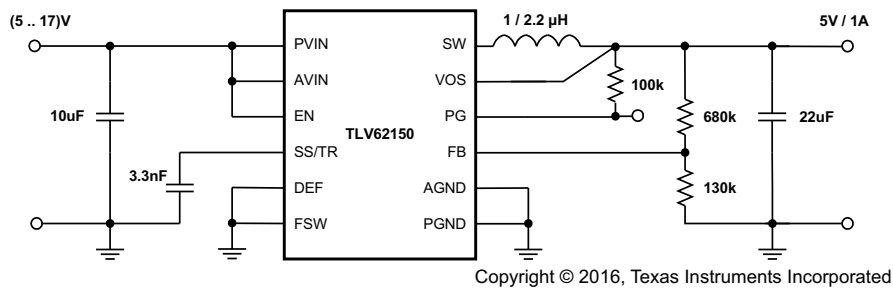 (5 .. 17)V
1 / 2.2 µH
5V / 1A
PVIN
SW
AVIN
VOS
100k
10uF
EN
PG
680k
22uF
TLV62150
SS/TR
FB
3.3nF
DEF
AGND
130k
FSW
PGND
Copyright © 2016, Texas Instruments Incorporated